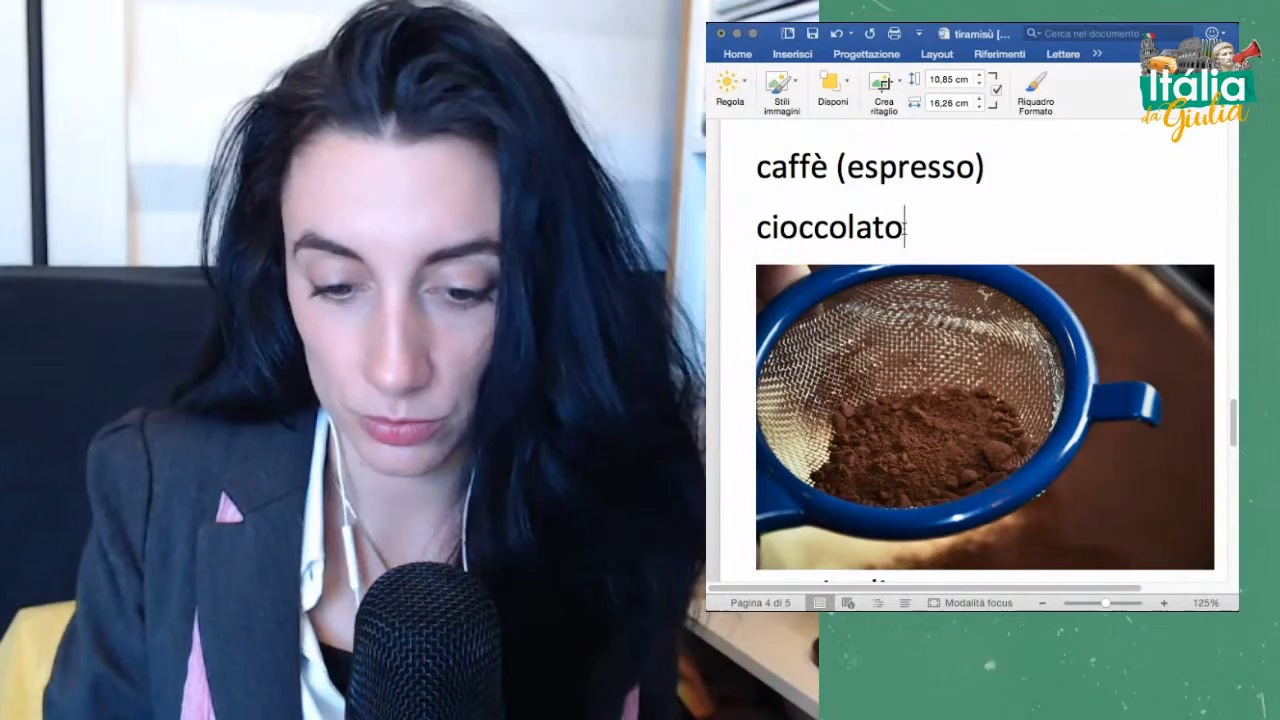 tiramisù [...
Cerca nel documento
Home Inserisci Progettazione Layout Riferimenti Lettere »
10,85 cm
16,26 cm
Regola
Stili immagini
Disponi
Crea ritaglio
Riquadro Formato
Itália
da Giulia
caffè (espresso)
cioccolato
Pagina 4 di 5
Modalità focus
125%